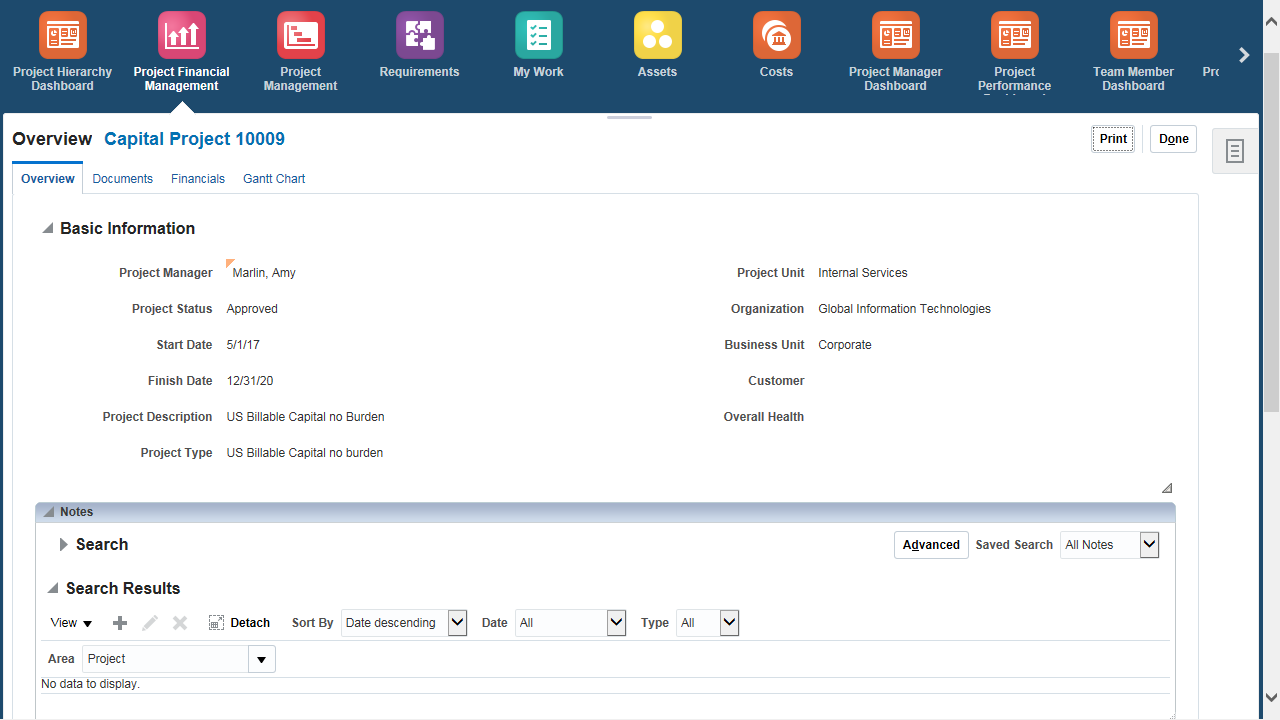 Project Hierarchy Dashboard
Project Financial Management
Project Management
Requirements
My Work
Assets
Costs
Project Manager Dashboard
Project Performance
Team Member Dashboard
Overview Capital Project 10009
Print
Done
Overview Documents Financials Gantt Chart
Basic Information
Project Manager Marlin, Amy
Project Status Approved
Start Date 5/1/17
Finish Date 12/31/20
Project Description US Billable Capital no Burden
Project Type US Billable Capital no burden
Project Unit Internal Services
Organization Global Information Technologies
Business Unit Corporate
Customer
Overall Health
Notes
Search
Advanced Saved Search All Notes
Search Results
View Detach Sort By Date descending Date All Type All
Area Project
No data to display.